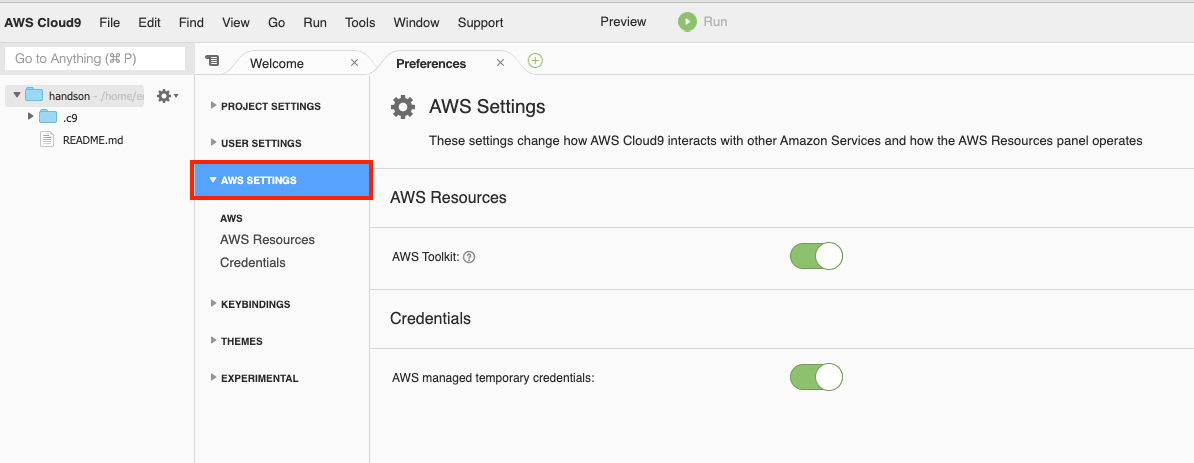 AWS Cloud9 File Edit Find View Go Run Tools Window Support Preview Run
Go to Anything (⌘ P)
handson - /home/e
.c9
README.md
Welcome × Preferences ×
PROJECT SETTINGS
USER SETTINGS
AWS SETTINGS
AWS
AWS Resources
Credentials
KEYBINDINGS
THEMES
EXPERIMENTAL
AWS Settings
These settings change how AWS Cloud9 interacts with other Amazon Services and how the AWS Resources panel operates
AWS Resources
AWS Toolkit: ?
Credentials
AWS managed temporary credentials: